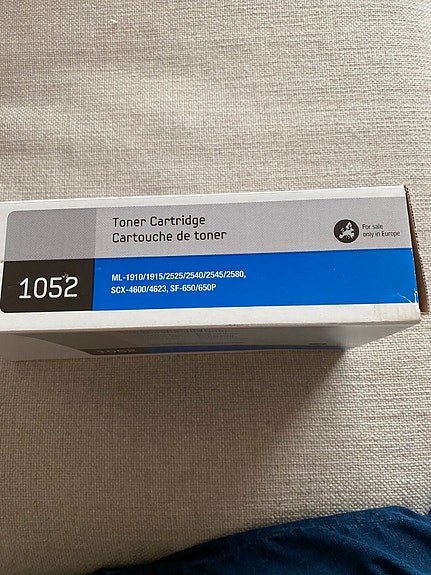 Toner Cartridge
Cartouche de toner
For sale
only in Europe
1052
ML-1910/1915/2525/2540/2545/2580,
SCX-4600/4623, SF-650/650P
1052